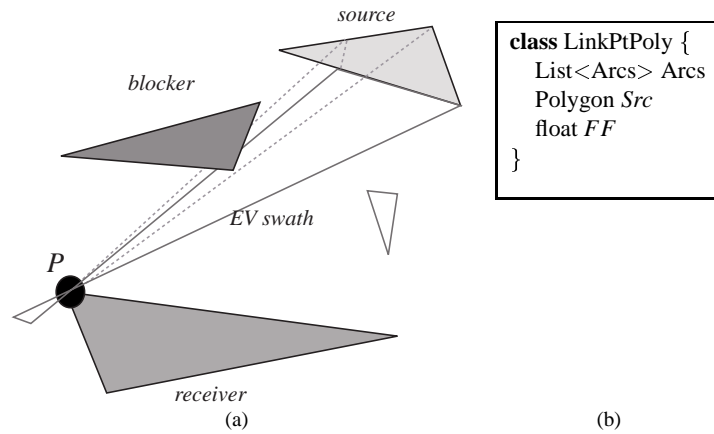 source
blocker
class LinkPtPoly {
List<Arcs> Arcs
Polygon Src
float FF
}
EV swath
P
receiver
(a)
(b)